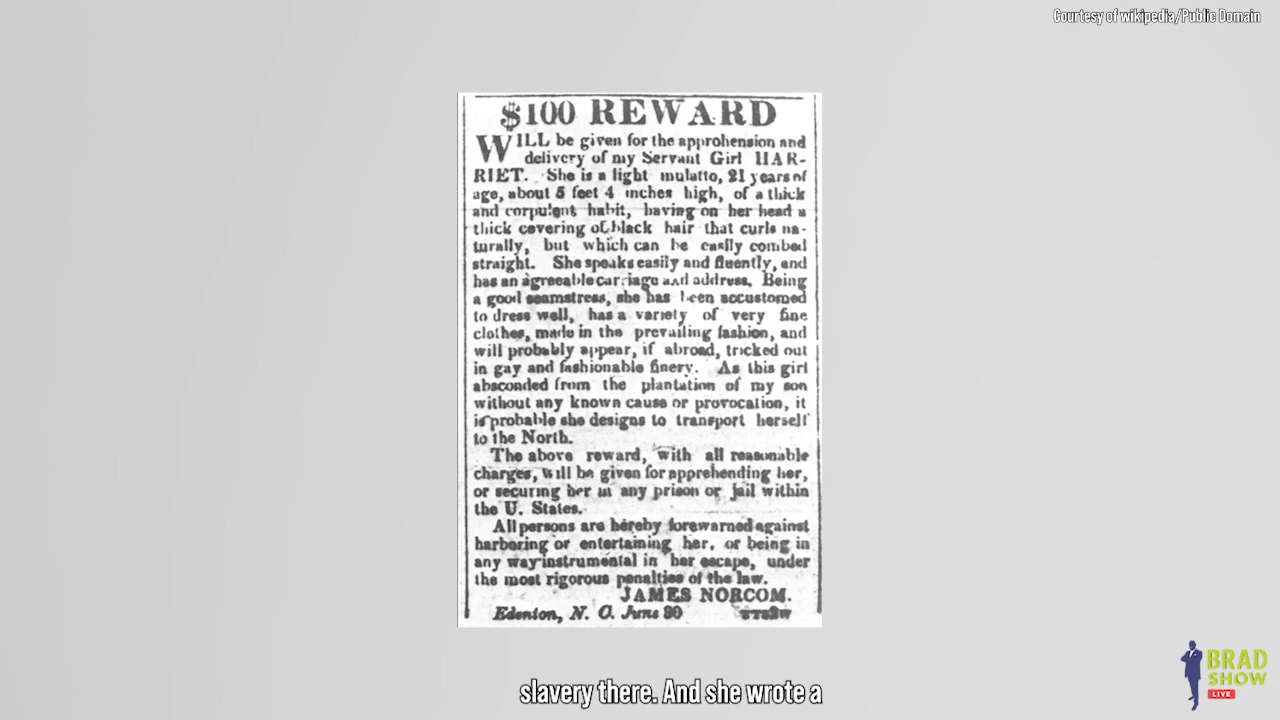 Courtesy of wikipedia/Public Domain
$100 REWARD
WILL be given for the approhension and
delivery of my Servant Girl HAR-
RIET. She is a light mulatto, 21 years of
age, about 5 feet 4 inches high, of a thick
and corpulent habit, having on her head a
thick covering of black hair that curls na-
turally, but which can be easily combed
straight. She speaks easily and fluently, and
has an agreeable carriage and address. Being
a good seamstress, she has been accustomed
to dress well, has a variety of very fine
clothes, made in the prevailing fashion, and
will probably appear, if abroad, tricked out
in gay and fashionable finery. As this girl
absconded from the plantation of my son
without any known cause or provocation, it
is probable she designs to transport herself
to the North.
The above reward, with all reasonable
charges, will be given for apprehending her,
or securing her in any prison or jail within
the U. States.
All persons are hereby forewarned against
harboring or entertaining her, or being in
any way instrumental in her escape, under
the most rigorous penalties of the law.
JAMES NORCOM.
Edenton, N. C. June 30
slavery there. And she wrote a
BRAD
SHOW
LIVE